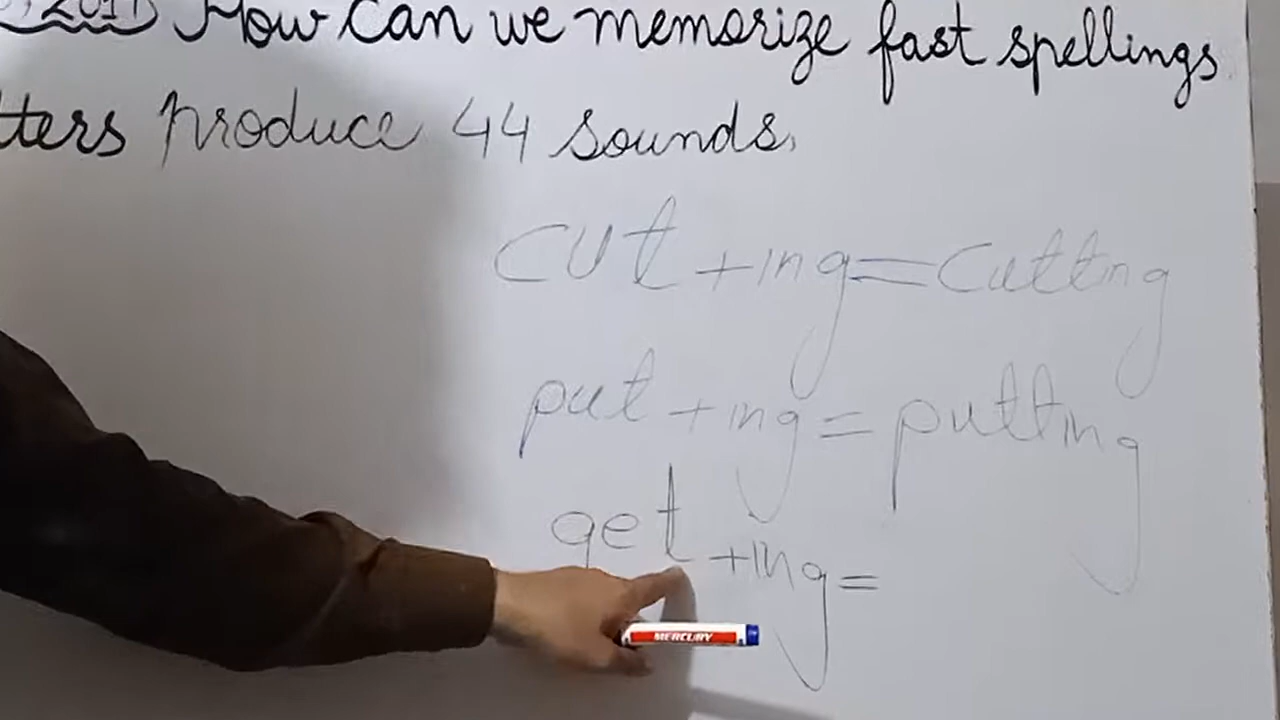 2017) How can we memorize fast spellings
tters produce 44 sounds.
cut +ing=cutting
put +ing=putting
get +ing=
MERCURY